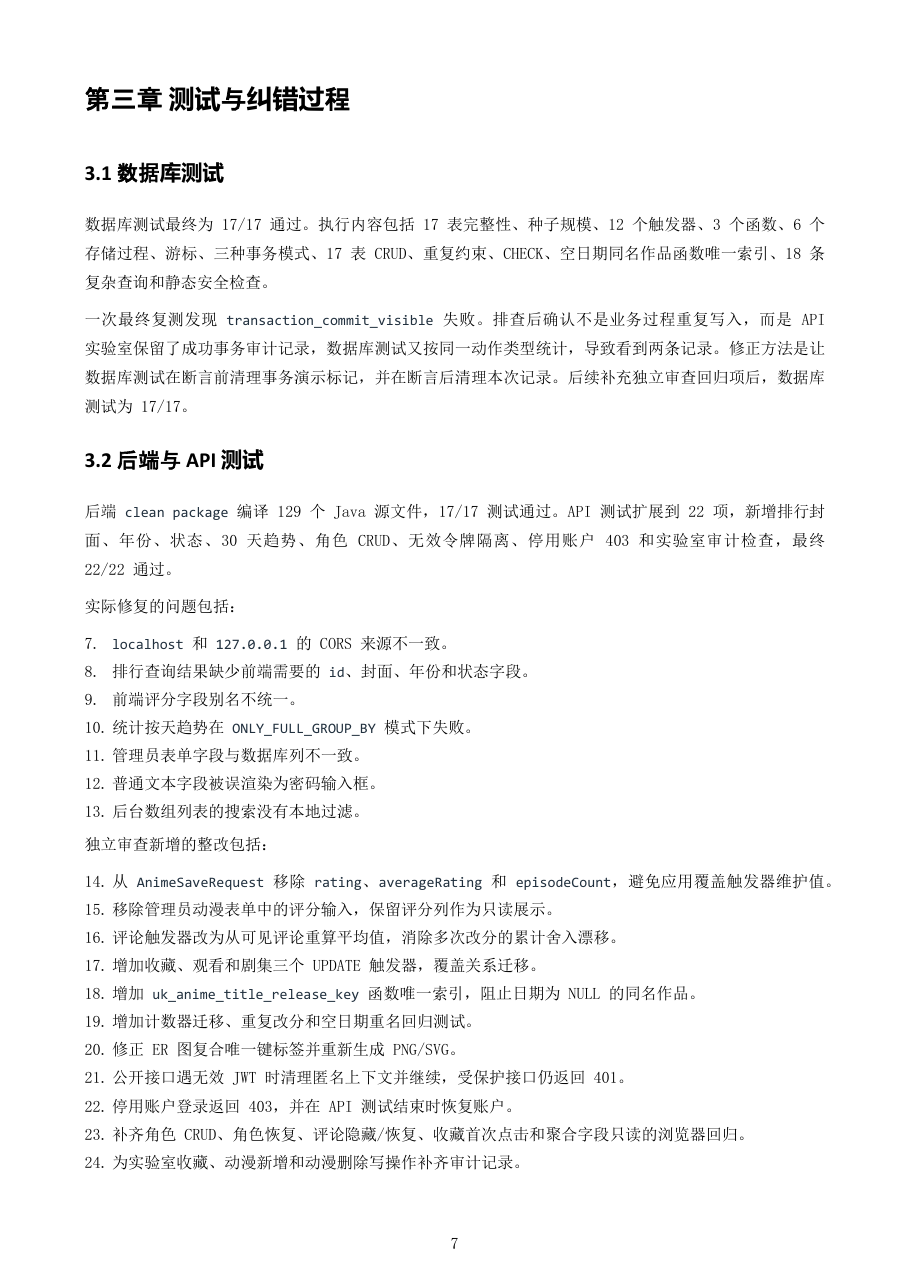 第三章 测试与纠错过程
3.1 数据库测试
数据库测试最终为 17/17 通过。执行内容包括 17 表完整性、种子规模、12 个触发器、3 个函数、6 个
存储过程、游标、三种事务模式、17 表 CRUD、重复约束、CHECK、空日期同名作品函数唯一索引、18 条
复杂查询和静态安全检查。
一次最终复测发现 transaction_commit_visible 失败。排查后确认不是业务过程重复写入，而是 API
实验室保留了成功事务审计记录，数据库测试又按同一动作类型统计，导致看到两条记录。修正方法是让
数据库测试在断言前清理事务演示标记，并在断言后清理本次记录。后续补充独立审查回归项后，数据库
测试为 17/17。
3.2 后端与 API 测试
后端 clean package 编译 129 个 Java 源文件，17/17 测试通过。API 测试扩展到 22 项，新增排行封
面、年份、状态、30 天趋势、角色 CRUD、无效令牌隔离、停用账户 403 和实验室审计检查，最终
22/22 通过。
实际修复的问题包括：
7. localhost 和 127.0.0.1 的 CORS 来源不一致。
8. 排行查询结果缺少前端需要的 id、封面、年份和状态字段。
9. 前端评分字段别名不统一。
10. 统计按天趋势在 ONLY_FULL_GROUP_BY 模式下失败。
11. 管理员表单字段与数据库列不一致。
12. 普通文本字段被误渲染为密码输入框。
13. 后台数组列表的搜索没有本地过滤。
独立审查新增的整改包括：
14. 从 AnimeSaveRequest 移除 rating、averageRating 和 episodeCount，避免应用覆盖触发器维护值。
15. 移除管理员动漫表单中的评分输入，保留评分列作为只读展示。
16. 评论触发器改为从可见评论重算平均值，消除多次改分的累计舍入漂移。
17. 增加收藏、观看和剧集三个 UPDATE 触发器，覆盖关系迁移。
18. 增加 uk_anime_title_release_key 函数唯一索引，阻止日期为 NULL 的同名作品。
19. 增加计数器迁移、重复改分和空日期重名回归测试。
20. 修正 ER 图复合唯一键标签并重新生成 PNG/SVG。
21. 公开接口遇无效 JWT 时清理匿名上下文并继续，受保护接口仍返回 401。
22. 停用账户登录返回 403，并在 API 测试结束时恢复账户。
23. 补齐角色 CRUD、角色恢复、评论隐藏/恢复、收藏首次点击和聚合字段只读的浏览器回归。
24. 为实验室收藏、动漫新增和动漫删除写操作补齐审计记录。
7